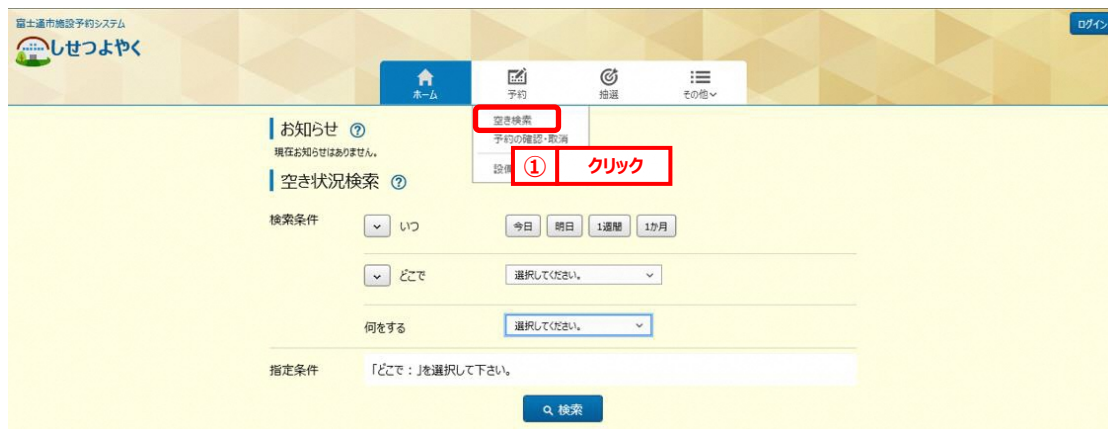 富士通市施設予約システム
しせつよやく
ログイン
ホーム 予約 抽選 その他
空き検索
予約の確認・取消
設備
① クリック
お知らせ ?
現在お知らせはありません。
空き状況検索 ?
検索条件 いつ 今日 明日 1週間 1か月
どこで 選択してください。
何をする 選択してください。
指定条件 「どこで：」を選択して下さい。
検索